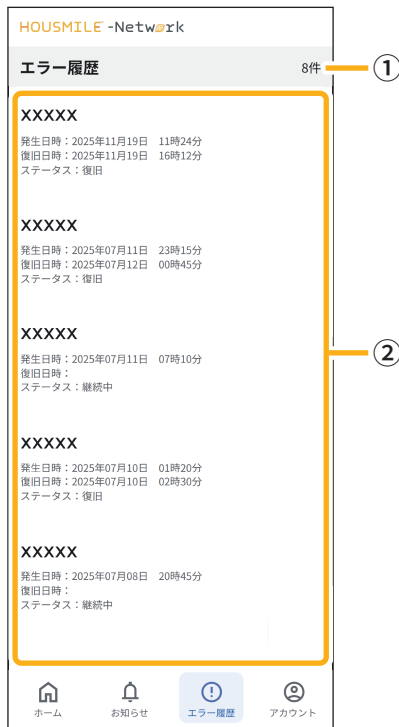 HOUSMILE -Network
エラー履歴 8件 ①
XXXXX
発生日時：2025年11月19日　11時24分
復旧日時：2025年11月19日　16時12分
ステータス：復旧
XXXXX
発生日時：2025年07月11日　23時15分
復旧日時：2025年07月12日　00時45分
ステータス：復旧
XXXXX
発生日時：2025年07月11日　07時10分
復旧日時：
ステータス：継続中
②
XXXXX
発生日時：2025年07月10日　01時20分
復旧日時：2025年07月10日　02時30分
ステータス：復旧
XXXXX
発生日時：2025年07月08日　20時45分
復旧日時：
ステータス：継続中
ホーム お知らせ エラー履歴 アカウント